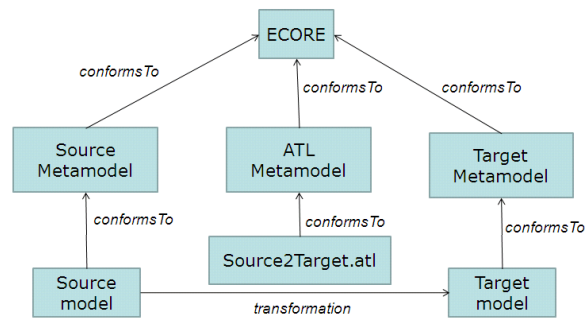 ECORE
conformsTo
conformsTo
conformsTo
Source
Metamodel
ATL
Metamodel
Target
Metamodel
conformsTo
conformsTo
conformsTo
Source2Target.atl
Source
model
Target
model
transformation